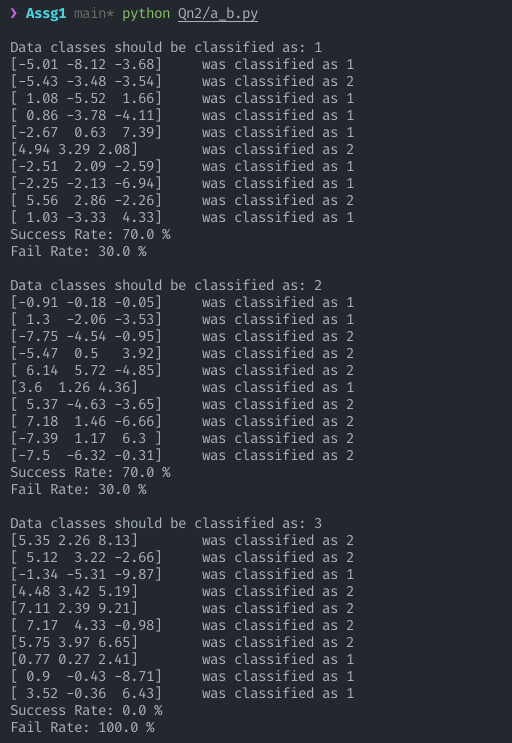 ❯ Assg1 main* python Qn2/a_b.py
Data classes should be classified as: 1
[-5.01 -8.12 -3.68]     was classified as 1
[-5.43 -3.48 -3.54]     was classified as 2
[ 1.08 -5.52  1.66]     was classified as 1
[ 0.86 -3.78 -4.11]     was classified as 1
[-2.67  0.63  7.39]     was classified as 1
[4.94 3.29 2.08]        was classified as 2
[-2.51  2.09 -2.59]     was classified as 1
[-2.25 -2.13 -6.94]     was classified as 1
[ 5.56  2.86 -2.26]     was classified as 2
[ 1.03 -3.33  4.33]     was classified as 1
Success Rate: 70.0 %
Fail Rate: 30.0 %
Data classes should be classified as: 2
[-0.91 -0.18 -0.05]     was classified as 1
[ 1.3  -2.06 -3.53]     was classified as 1
[-7.75 -4.54 -0.95]     was classified as 2
[-5.47  0.5   3.92]     was classified as 2
[ 6.14  5.72 -4.85]     was classified as 2
[3.6  1.26 4.36]        was classified as 1
[ 5.37 -4.63 -3.65]     was classified as 2
[ 7.18  1.46 -6.66]     was classified as 2
[-7.39  1.17  6.3 ]     was classified as 2
[-7.5  -6.32 -0.31]     was classified as 2
Success Rate: 70.0 %
Fail Rate: 30.0 %
Data classes should be classified as: 3
[5.35 2.26 8.13]        was classified as 2
[ 5.12  3.22 -2.66]     was classified as 2
[-1.34 -5.31 -9.87]     was classified as 1
[4.48 3.42 5.19]        was classified as 2
[7.11 2.39 9.21]        was classified as 2
[ 7.17  4.33 -0.98]     was classified as 2
[5.75 3.97 6.65]        was classified as 2
[0.77 0.27 2.41]        was classified as 1
[ 0.9  -0.43 -8.71]     was classified as 1
[ 3.52 -0.36  6.43]     was classified as 1
Success Rate: 0.0 %
Fail Rate: 100.0 %